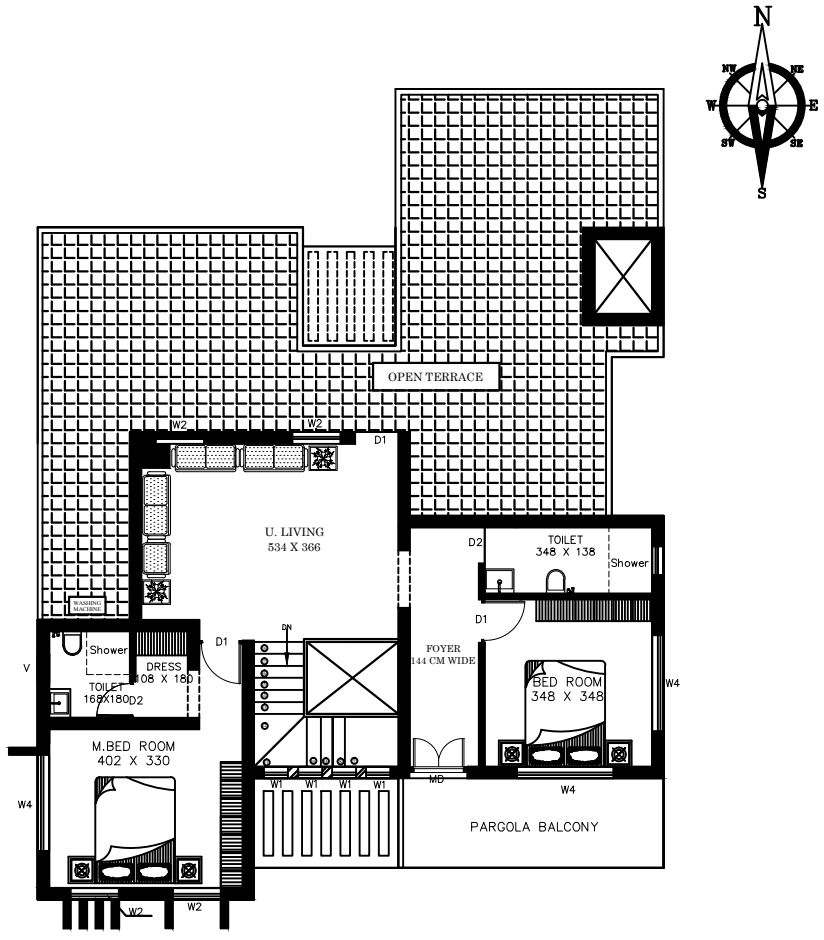 N
NW
NE
W
E
SW
SE
S
OPEN TERRACE
W2
W2
D1
U. LIVING
534 X 366
D2
TOILET
348 X 138
Shower
WASHING
MACHINE
D1
D1
DN
FOYER
144 CM WIDE
V
Shower
DRESS
108 X 180
TOILET
168X180
D2
BED ROOM
348 X 348
W4
M.BED ROOM
402 X 330
W4
W1
W1
W1
W1
MD
W4
PARGOLA BALCONY
W2
W2